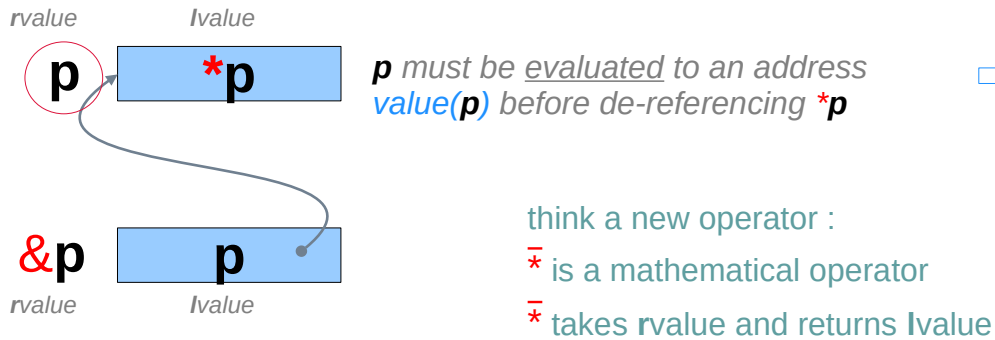 rvalue lvalue
p *p
p must be evaluated to an address
value(p) before de-referencing *p
&p p
rvalue lvalue
think a new operator :
*̅ is a mathematical operator
*̅ takes rvalue and returns lvalue